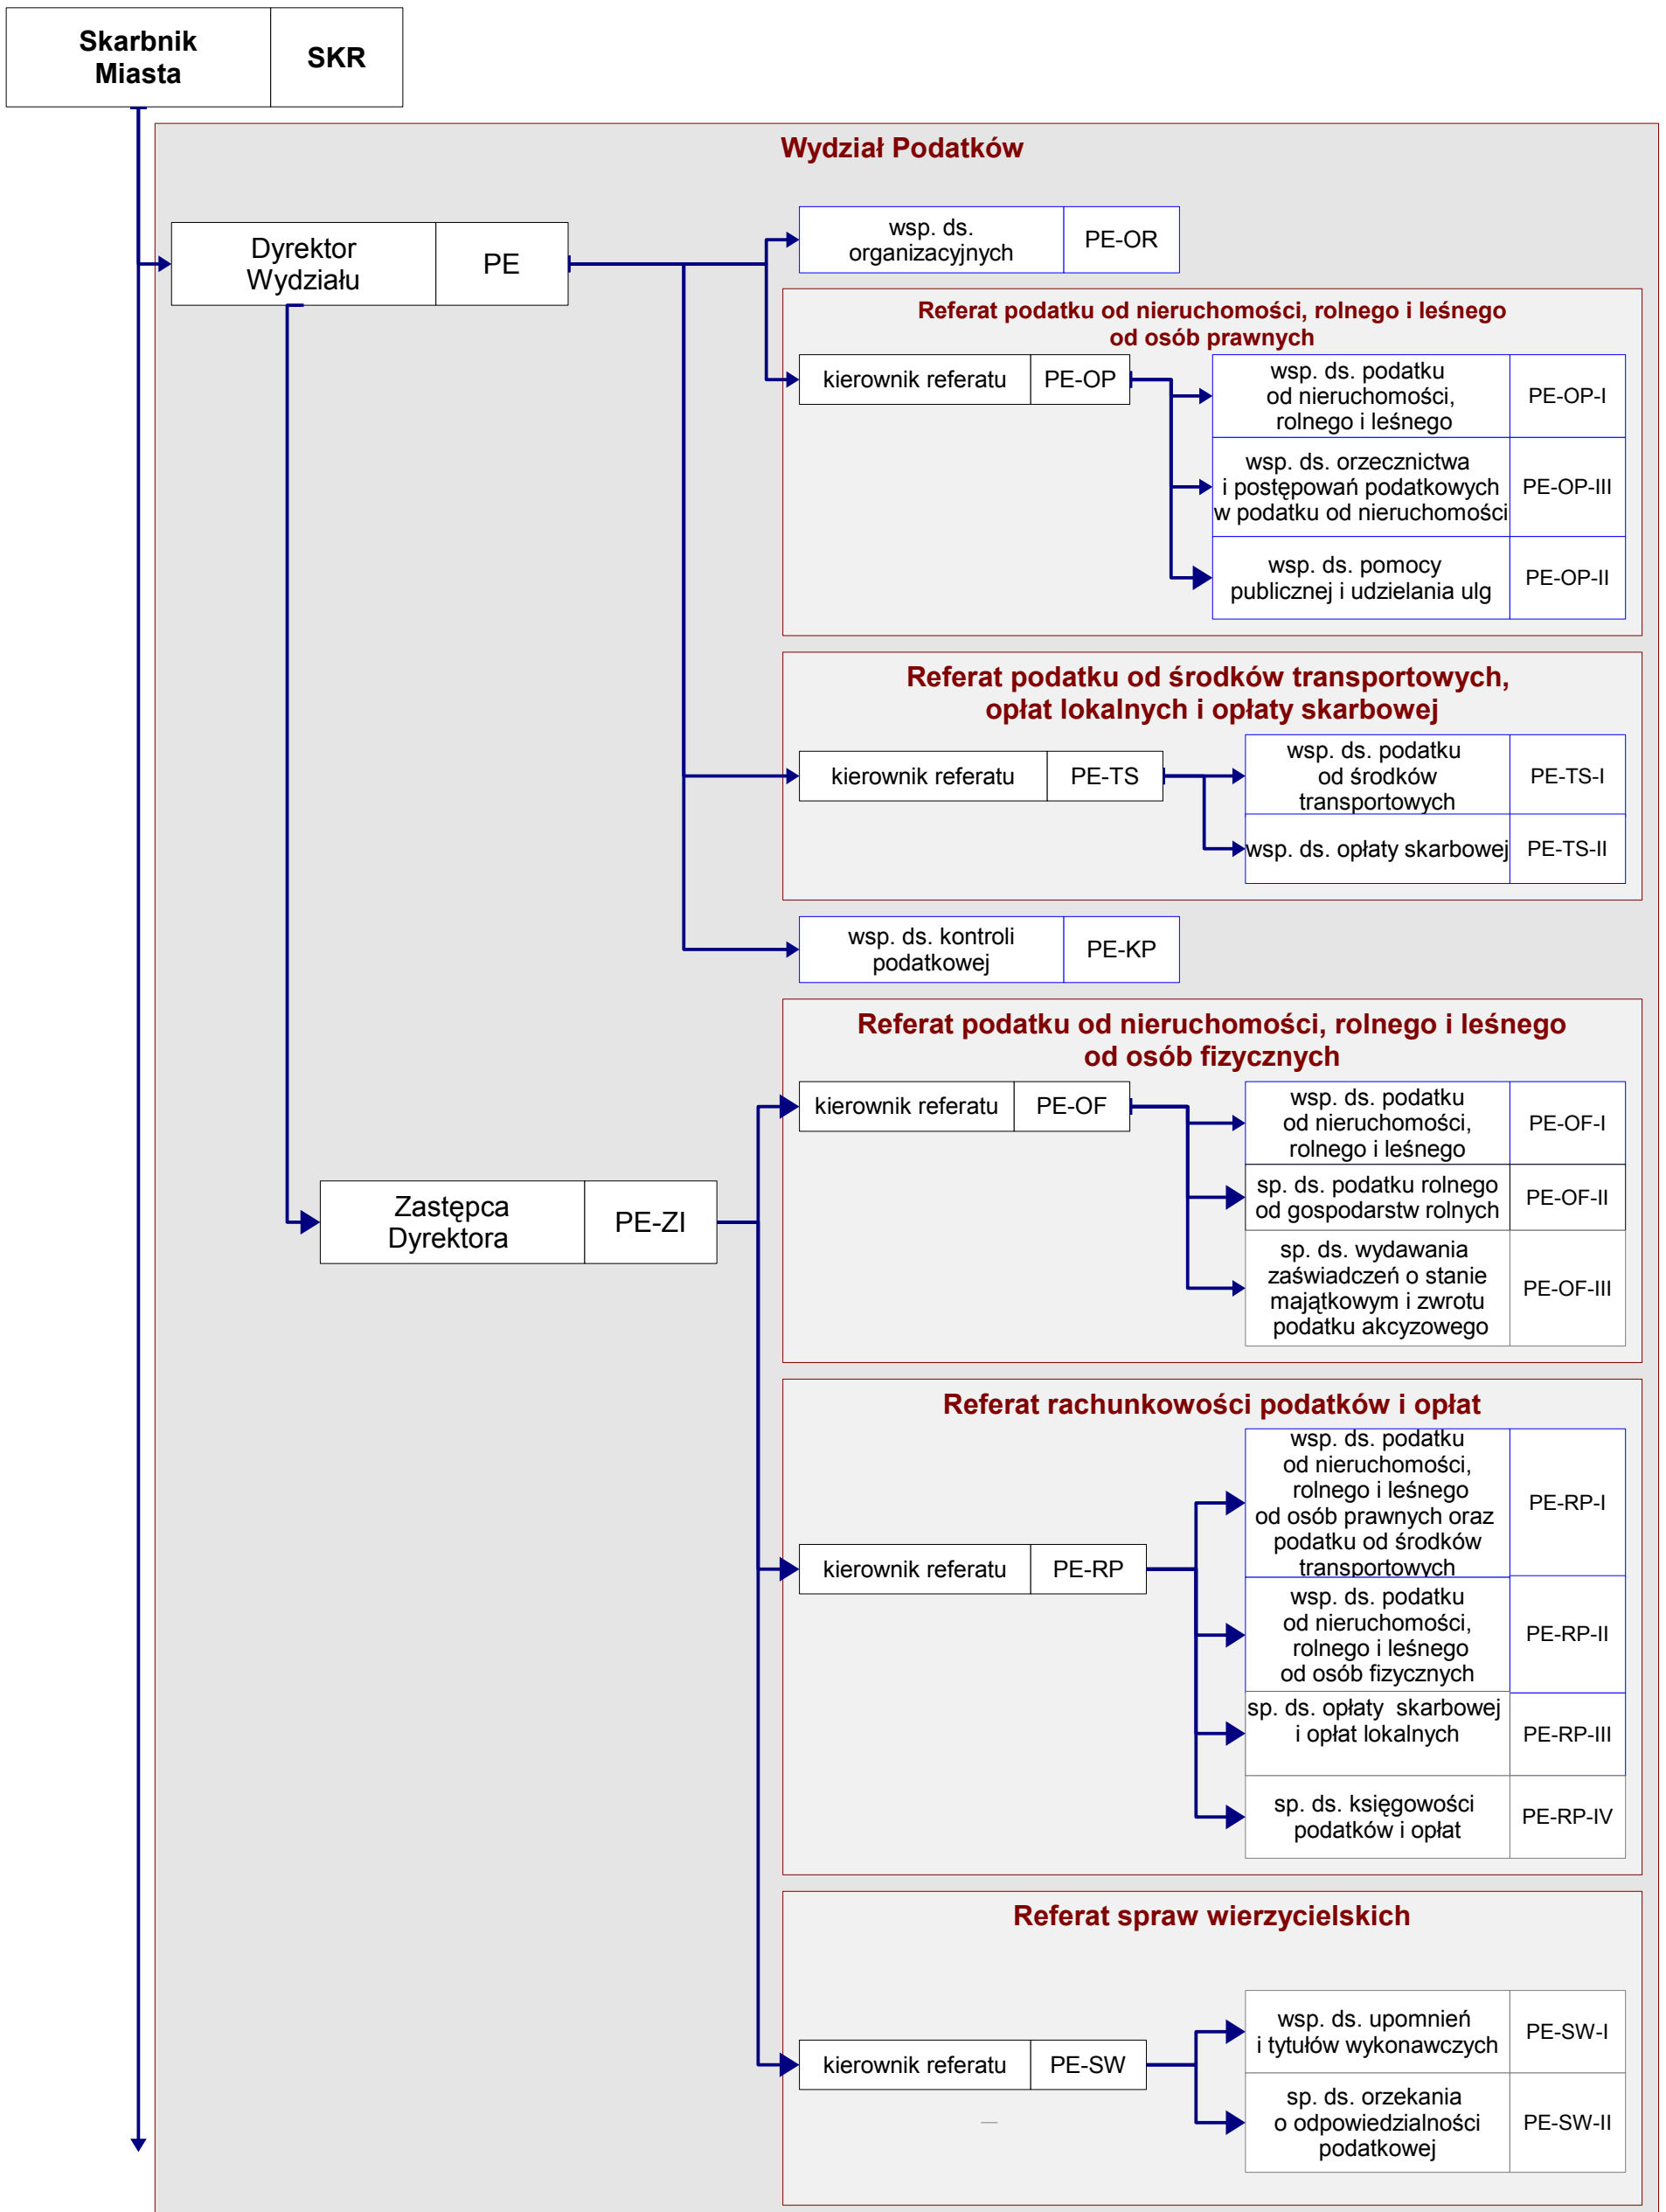 Skarbnik
Miasta
SKR
Wydział Podatków
Dyrektor
Wydziału
PE
wsp. ds.
organizacyjnych
PE-OR
Referat podatku od nieruchomości, rolnego i leśnego
od osób prawnych
kierownik referatu
PE-OP
wsp. ds. podatku
od nieruchomości,
rolnego i leśnego
PE-OP-I
wsp. ds. orzecznictwa
i postępowań podatkowych
w podatku od nieruchomości
PE-OP-III
wsp. ds. pomocy
publicznej i udzielania ulg
PE-OP-II
Referat podatku od środków transportowych,
opłat lokalnych i opłaty skarbowej
kierownik referatu
PE-TS
wsp. ds. podatku
od środków
transportowych
PE-TS-I
wsp. ds. opłaty skarbowej
PE-TS-II
wsp. ds. kontroli
podatkowej
PE-KP
Referat podatku od nieruchomości, rolnego i leśnego
od osób fizycznych
kierownik referatu
PE-OF
wsp. ds. podatku
od nieruchomości,
rolnego i leśnego
PE-OF-I
sp. ds. podatku rolnego
od gospodarstw rolnych
PE-OF-II
sp. ds. wydawania
zaświadczeń o stanie
majątkowym i zwrotu
podatku akcyzowego
PE-OF-III
Zastępca
Dyrektora
PE-ZI
Referat rachunkowości podatków i opłat
kierownik referatu
PE-RP
wsp. ds. podatku
od nieruchomości,
rolnego i leśnego
od osób prawnych oraz
podatku od środków
transportowych
PE-RP-I
wsp. ds. podatku
od nieruchomości,
rolnego i leśnego
od osób fizycznych
PE-RP-II
sp. ds. opłaty  skarbowej
i opłat lokalnych
PE-RP-III
sp. ds. księgowości
podatków i opłat
PE-RP-IV
Referat spraw wierzycielskich
kierownik referatu
PE-SW
wsp. ds. upomnień
i tytułów wykonawczych
PE-SW-I
sp. ds. orzekania
o odpowiedzialności
podatkowej
PE-SW-II